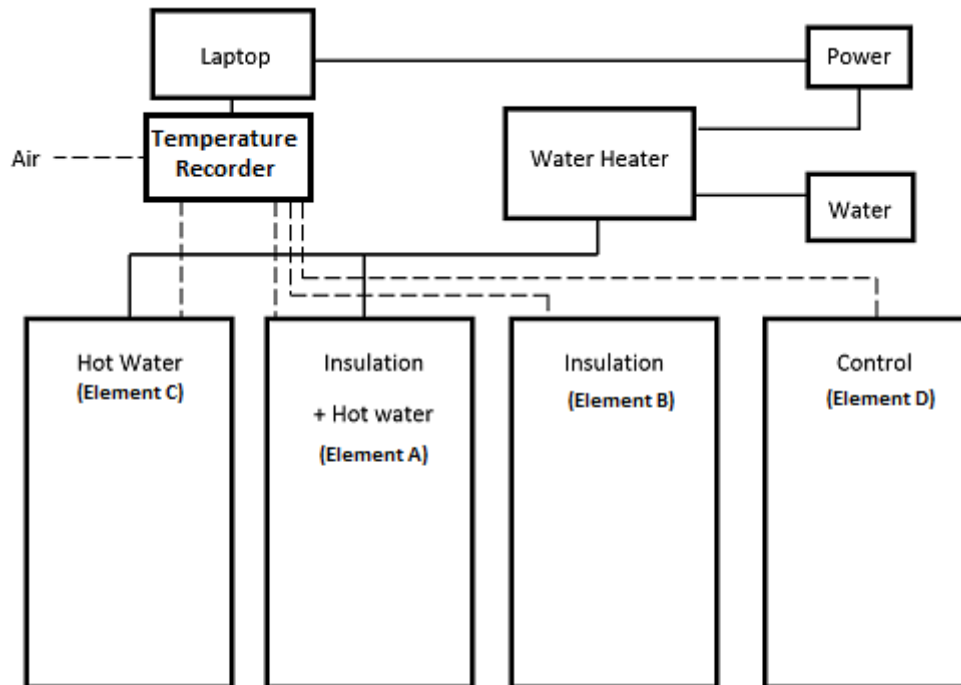 Laptop
Power
Temperature
Recorder
Air
Water Heater
Water
Hot Water
(Element C)
Insulation
+ Hot water
(Element A)
Insulation
(Element B)
Control
(Element D)